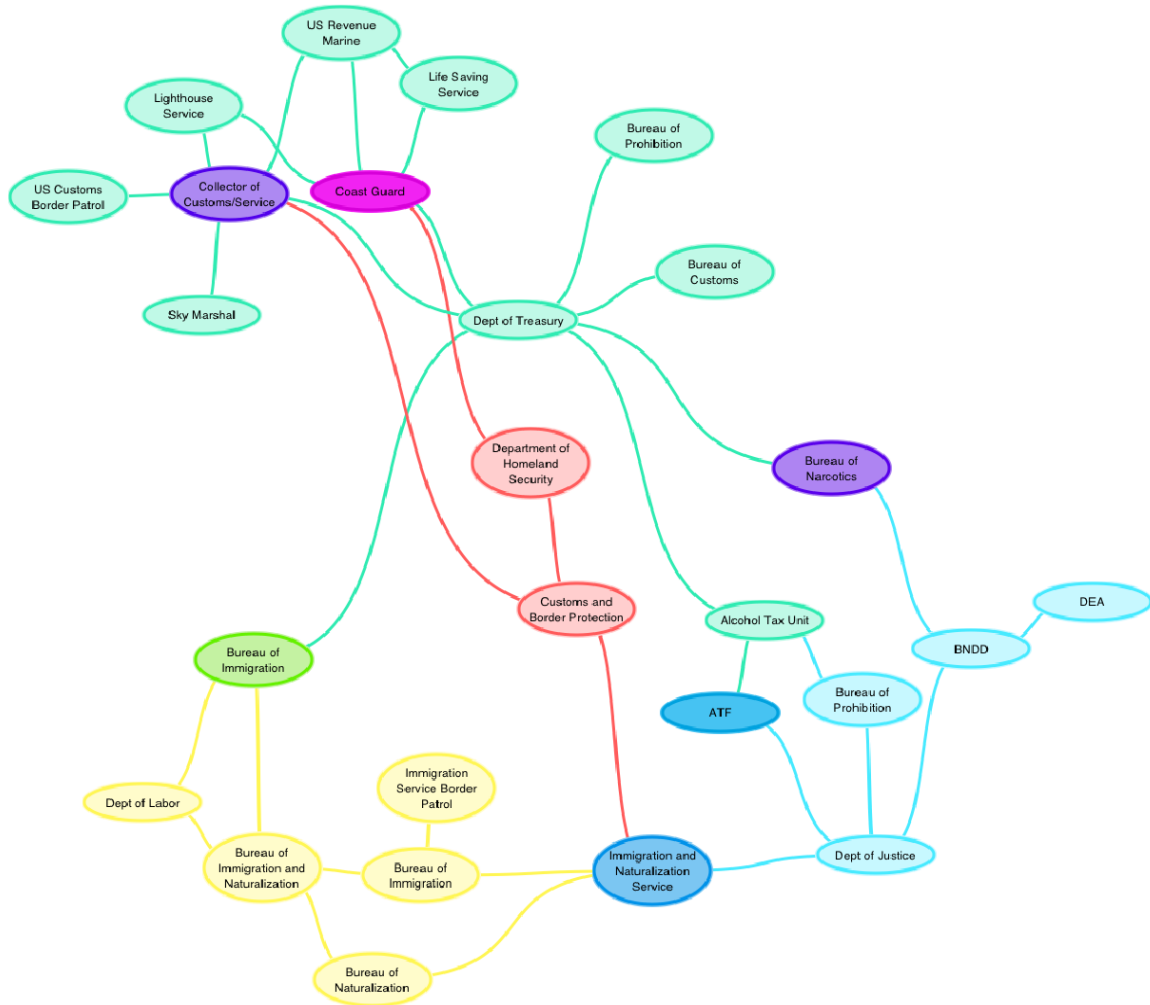 US Revenue
Marine
Life Saving
Service
Lighthouse
Service
Bureau of
Prohibition
US Customs
Border Patrol
Collector of
Customs/Service
Coast Guard
Bureau of
Customs
Sky Marshal
Dept of Treasury
Department of
Homeland
Security
Bureau of
Narcotics
Customs and
Border Protection
Alcohol Tax Unit
DEA
BNDD
Bureau of
Immigration
Bureau of
Prohibition
ATF
Immigration
Service Border
Patrol
Dept of Labor
Bureau of
Immigration and
Naturalization
Bureau of
Immigration
Immigration and
Naturalization
Service
Dept of Justice
Bureau of
Naturalization